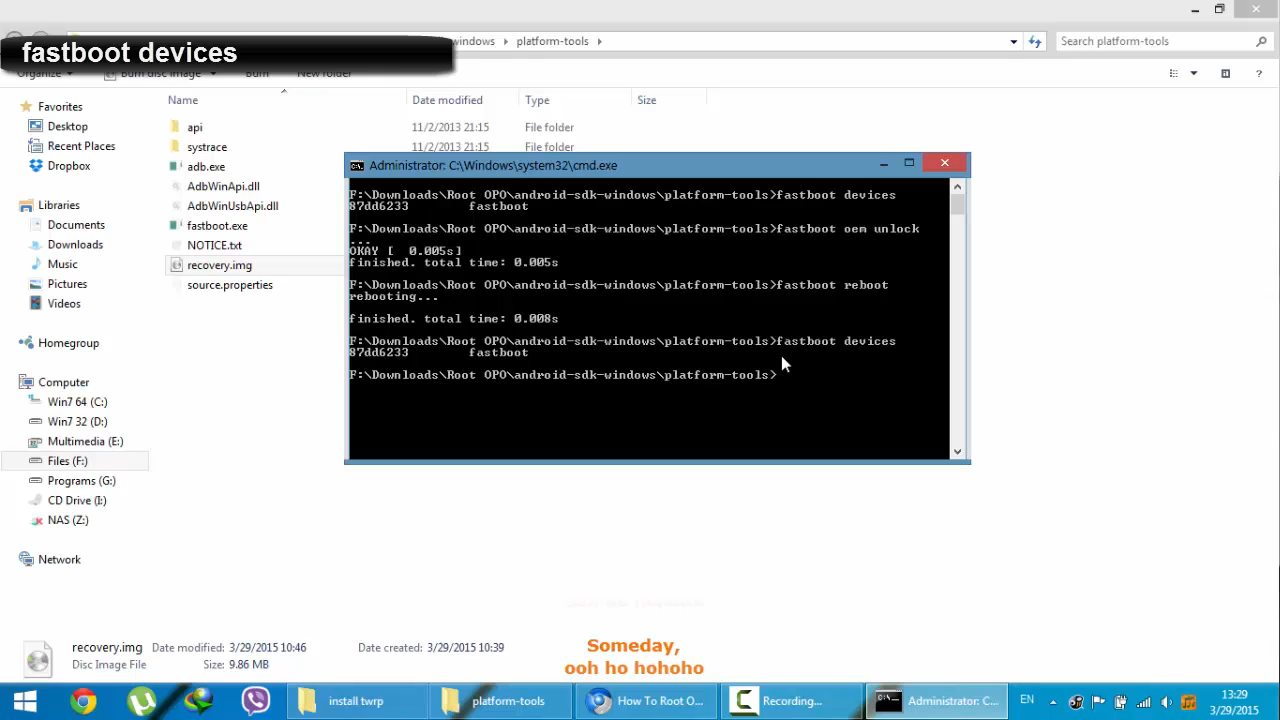 fastboot devices
windows ▸ platform-tools ▸
Search platform-tools
Organize
Burn disc image
Burn
New folder
Name
Date modified
Type
Size
Favorites
Desktop
Recent Places
Dropbox
Libraries
Documents
Downloads
Music
Pictures
Videos
Homegroup
Computer
Win7 64 (C:)
Win7 32 (D:)
Multimedia (E:)
Files (F:)
Programs (G:)
CD Drive (I:)
NAS (Z:)
Network
api 11/2/2013 21:15 File folder
systrace 11/2/2013 21:15 File folder
adb.exe
AdbWinApi.dll
AdbWinUsbApi.dll
fastboot.exe
NOTICE.txt
recovery.img
source.properties
Administrator: C:\Windows\system32\cmd.exe
F:\Downloads\Root OPO\android-sdk-windows\platform-tools>fastboot devices
87dd6233 fastboot
F:\Downloads\Root OPO\android-sdk-windows\platform-tools>fastboot oem unlock
...
OKAY [ 0.005s]
finished. total time: 0.005s
F:\Downloads\Root OPO\android-sdk-windows\platform-tools>fastboot reboot
rebooting...
finished. total time: 0.008s
F:\Downloads\Root OPO\android-sdk-windows\platform-tools>fastboot devices
87dd6233 fastboot
F:\Downloads\Root OPO\android-sdk-windows\platform-tools>
recovery.img Date modified: 3/29/2015 10:46 Date created: 3/29/2015 10:39
Disc Image File Size: 9.86 MB
Someday,
ooh ho hohoho
install twrp
platform-tools
How To Root O...
Recording...
Administrator: C...
EN
13:29
3/29/2015